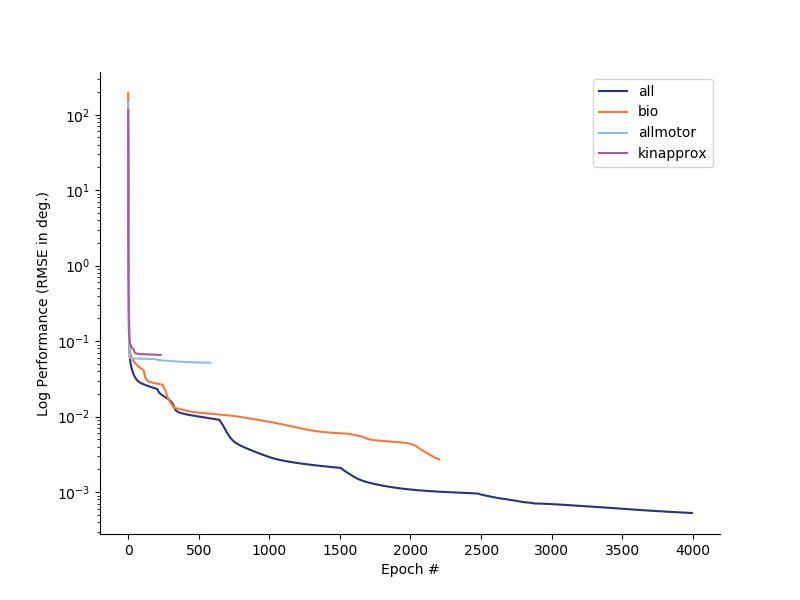 all
bio
allmotor
kinapprox
Log Performance (RMSE in deg.)
10²
10¹
10⁰
10⁻¹
10⁻²
10⁻³
0 500 1000 1500 2000 2500 3000 3500 4000
Epoch #